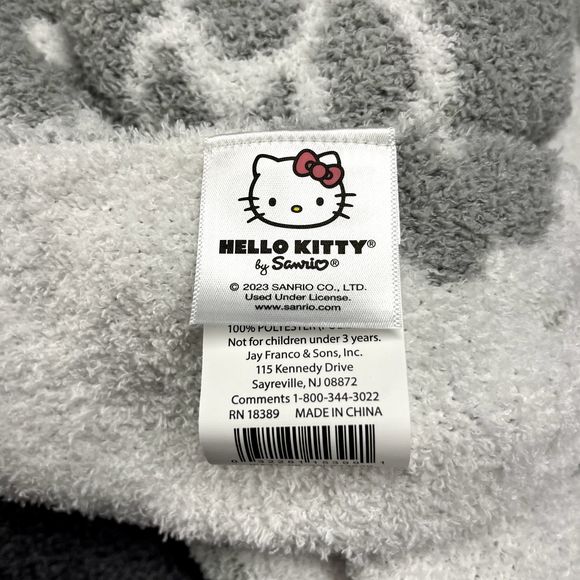 HELLO KITTY®
by Sanrio®
© 2023 SANRIO CO., LTD.
Used Under License.
www.sanrio.com
100% POLYESTER
Not for children under 3 years.
Jay Franco & Sons, Inc.
115 Kennedy Drive
Sayreville, NJ 08872
Comments 1-800-344-3022
RN 18389 MADE IN CHINA